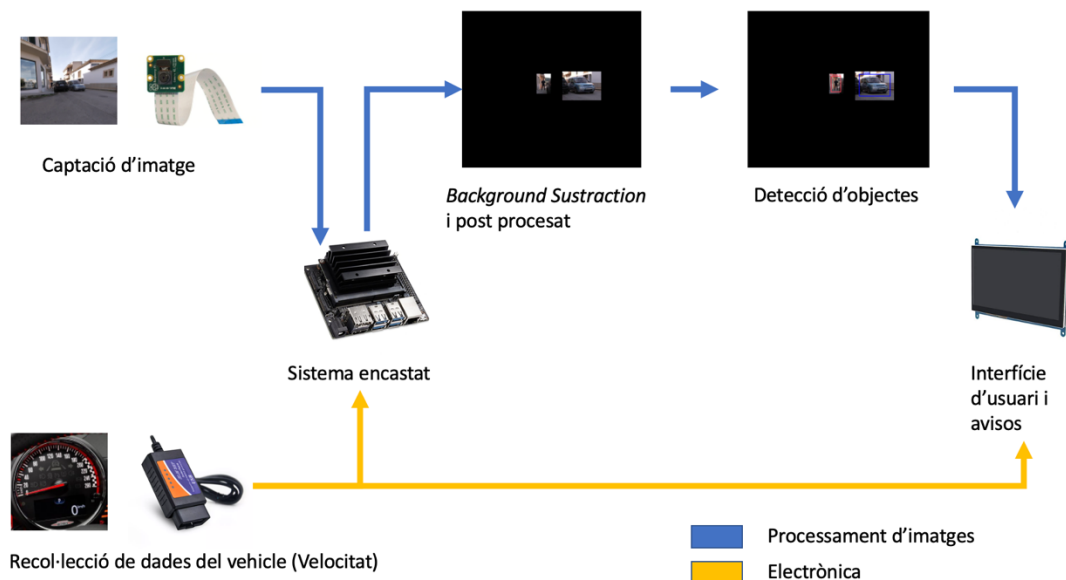 Captació d'imatge
Background Sustraction
i post procesat
Detecció d'objectes
Sistema encastat
Interfície
d'usuari i
avisos
0
Recol·lecció de dades del vehicle (Velocitat)
Processament d'imatges
Electrònica